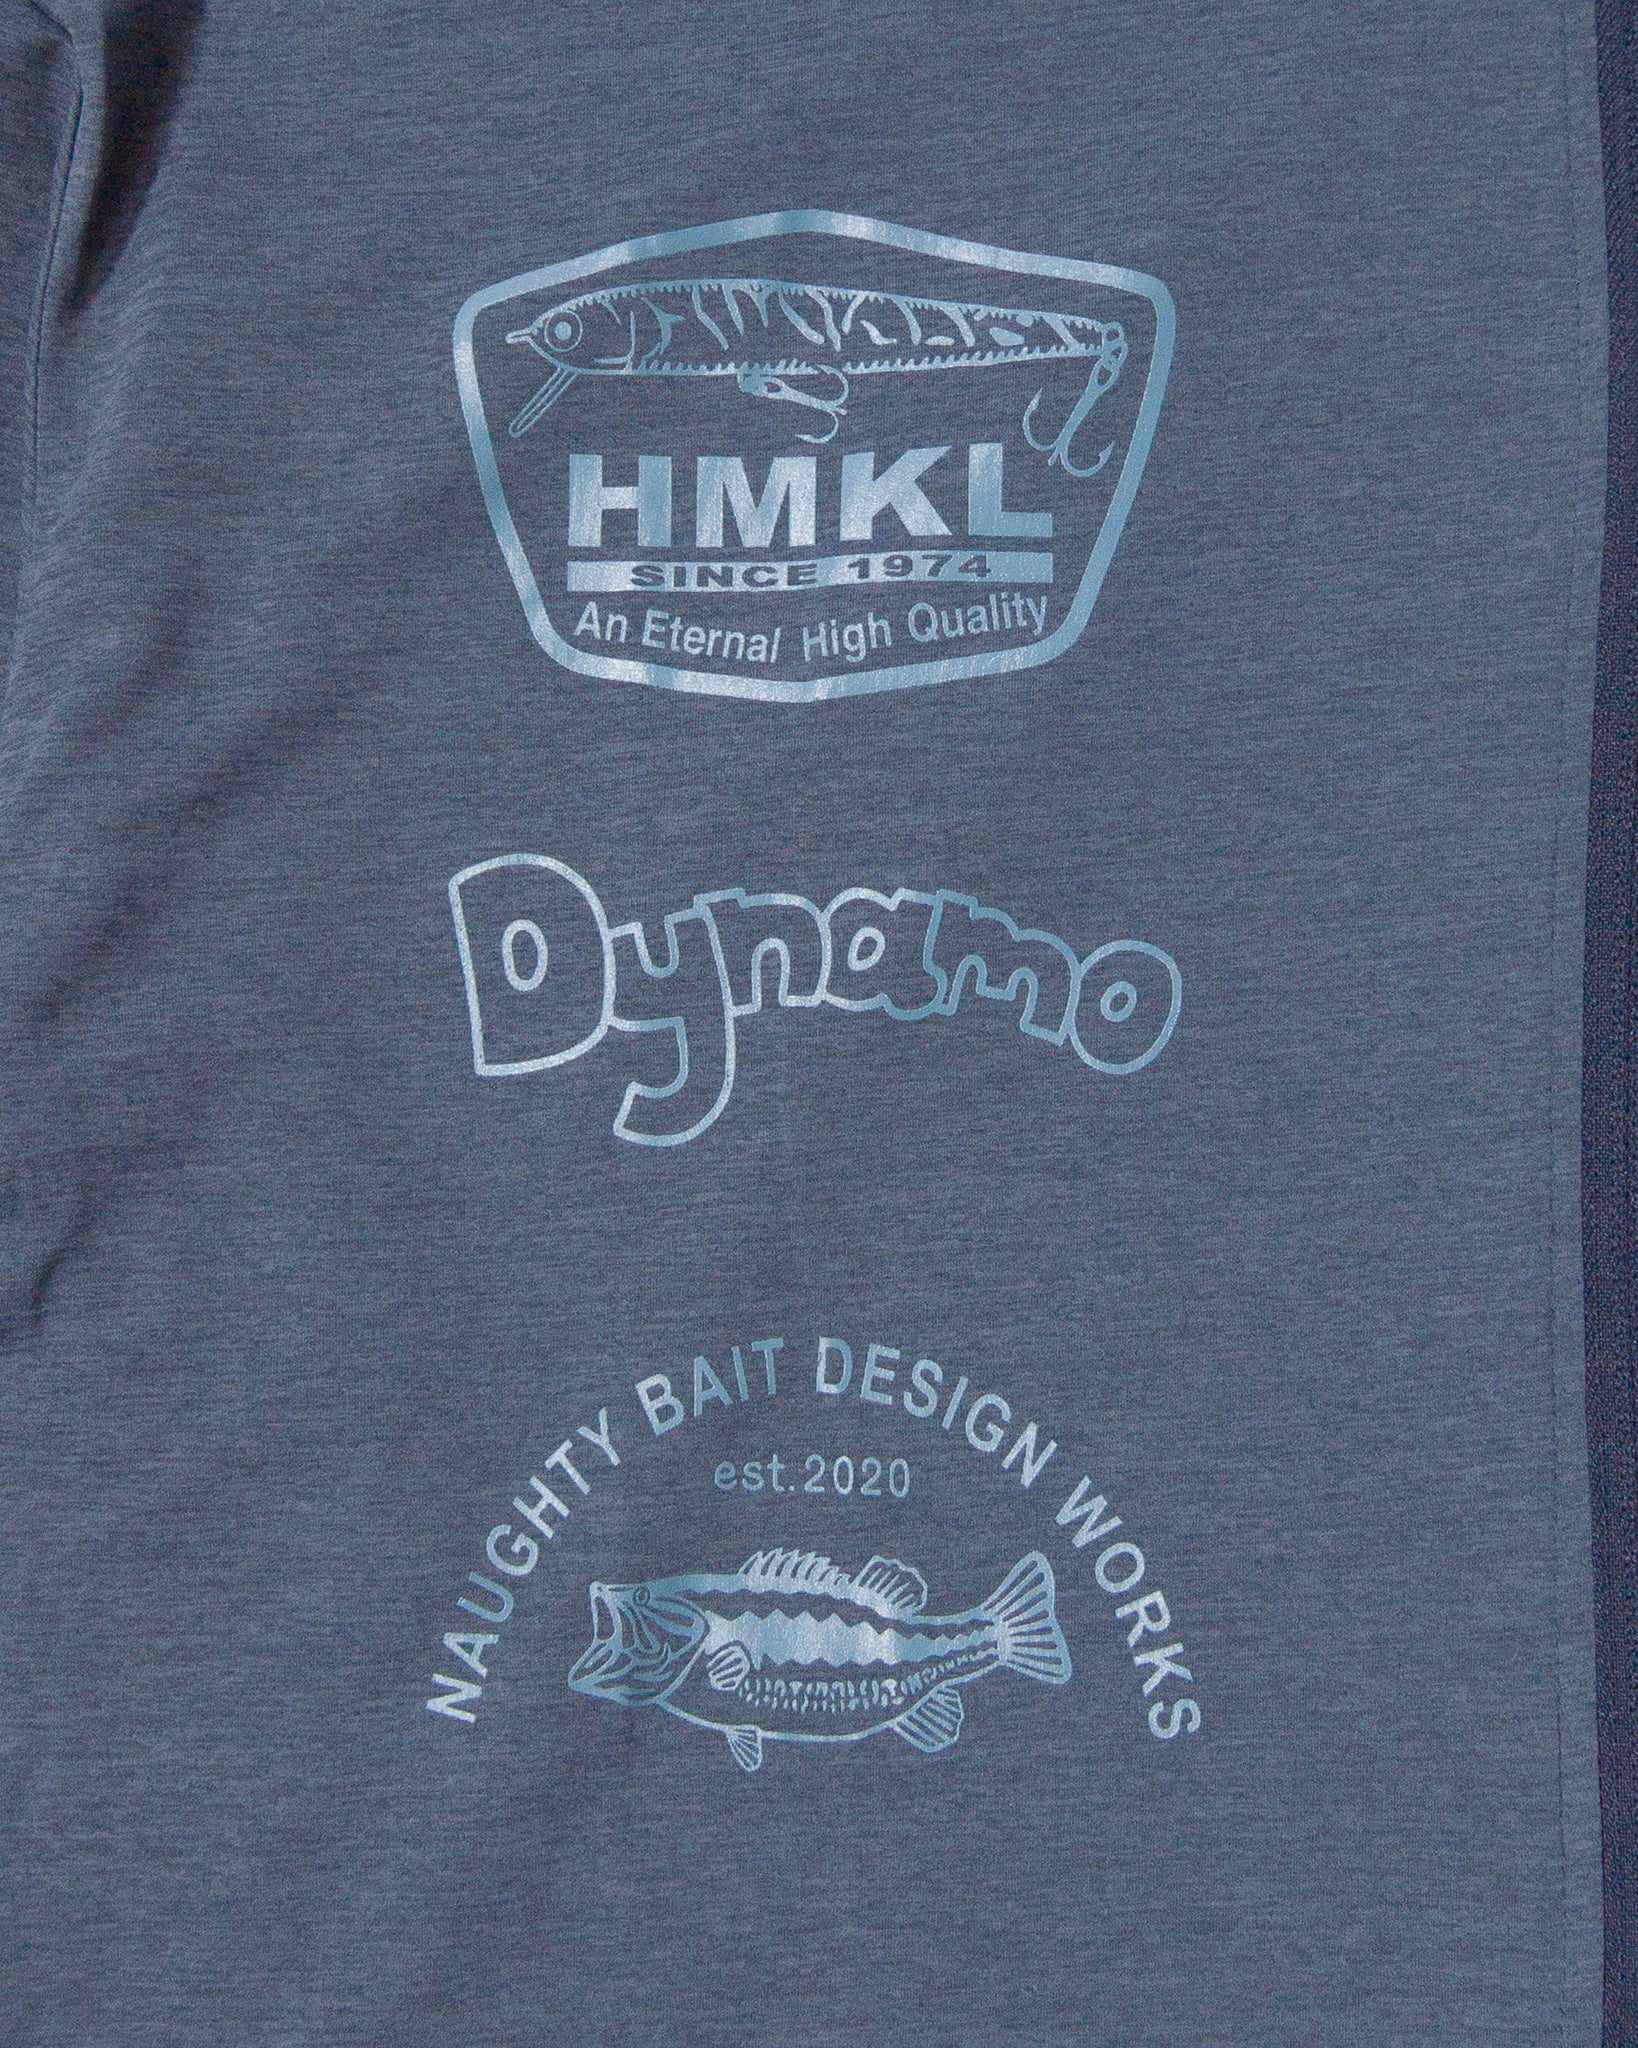 HMKL
SINCE 1974
An Eternal High Quality
Dynamo
NAUGHTY BAIT DESIGN WORKS
est.2020